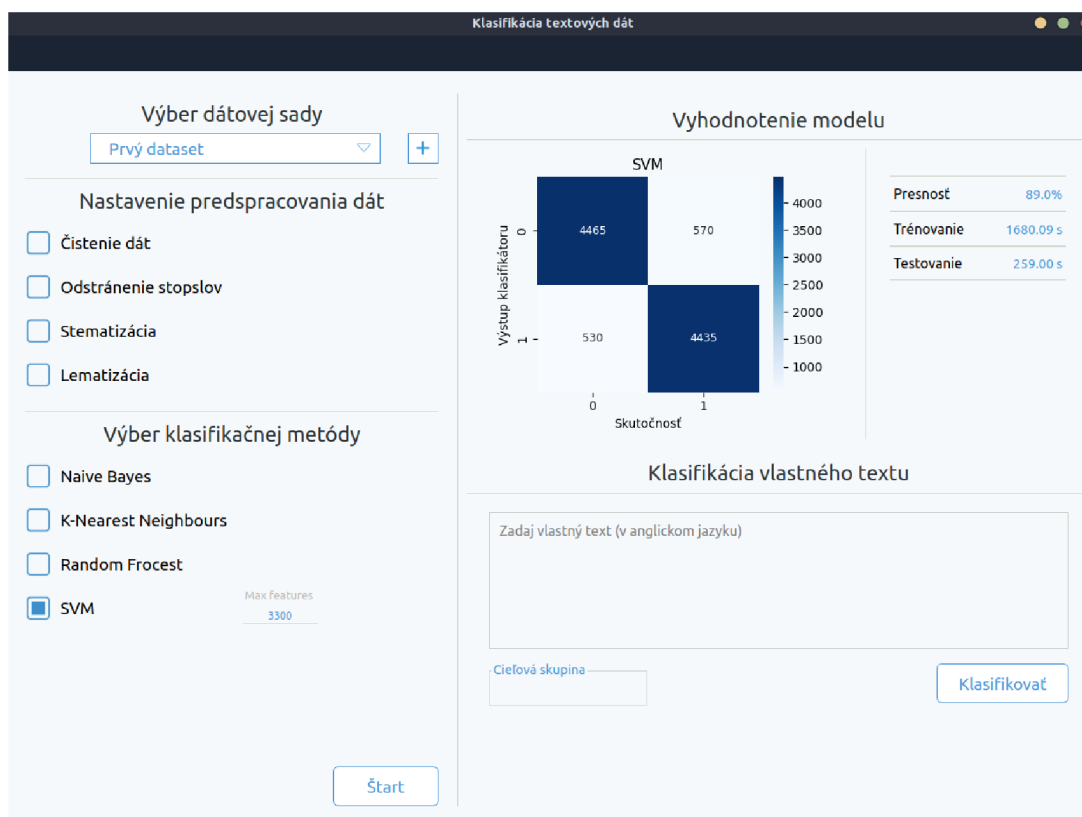 Klasifikácia textových dát
Výber dátovej sady
Prvý dataset
+
Nastavenie predspracovania dát
Čistenie dát
Odstránenie stopslov
Stematizácia
Lematizácia
Výber klasifikačnej metódy
Naive Bayes
K-Nearest Neighbours
Random Frocest
SVM
Max features
3300
Štart
Vyhodnotenie modelu
SVM
Výstup klasifikátoru
0
1
4465 570
530 4435
0 1
Skutočnosť
4000
3500
3000
2500
2000
1500
1000
Presnosť 89.0%
Trénovanie 1680.09 s
Testovanie 259.00 s
Klasifikácia vlastného textu
Zadaj vlastný text (v anglickom jazyku)
Cieľová skupina
Klasifikovať